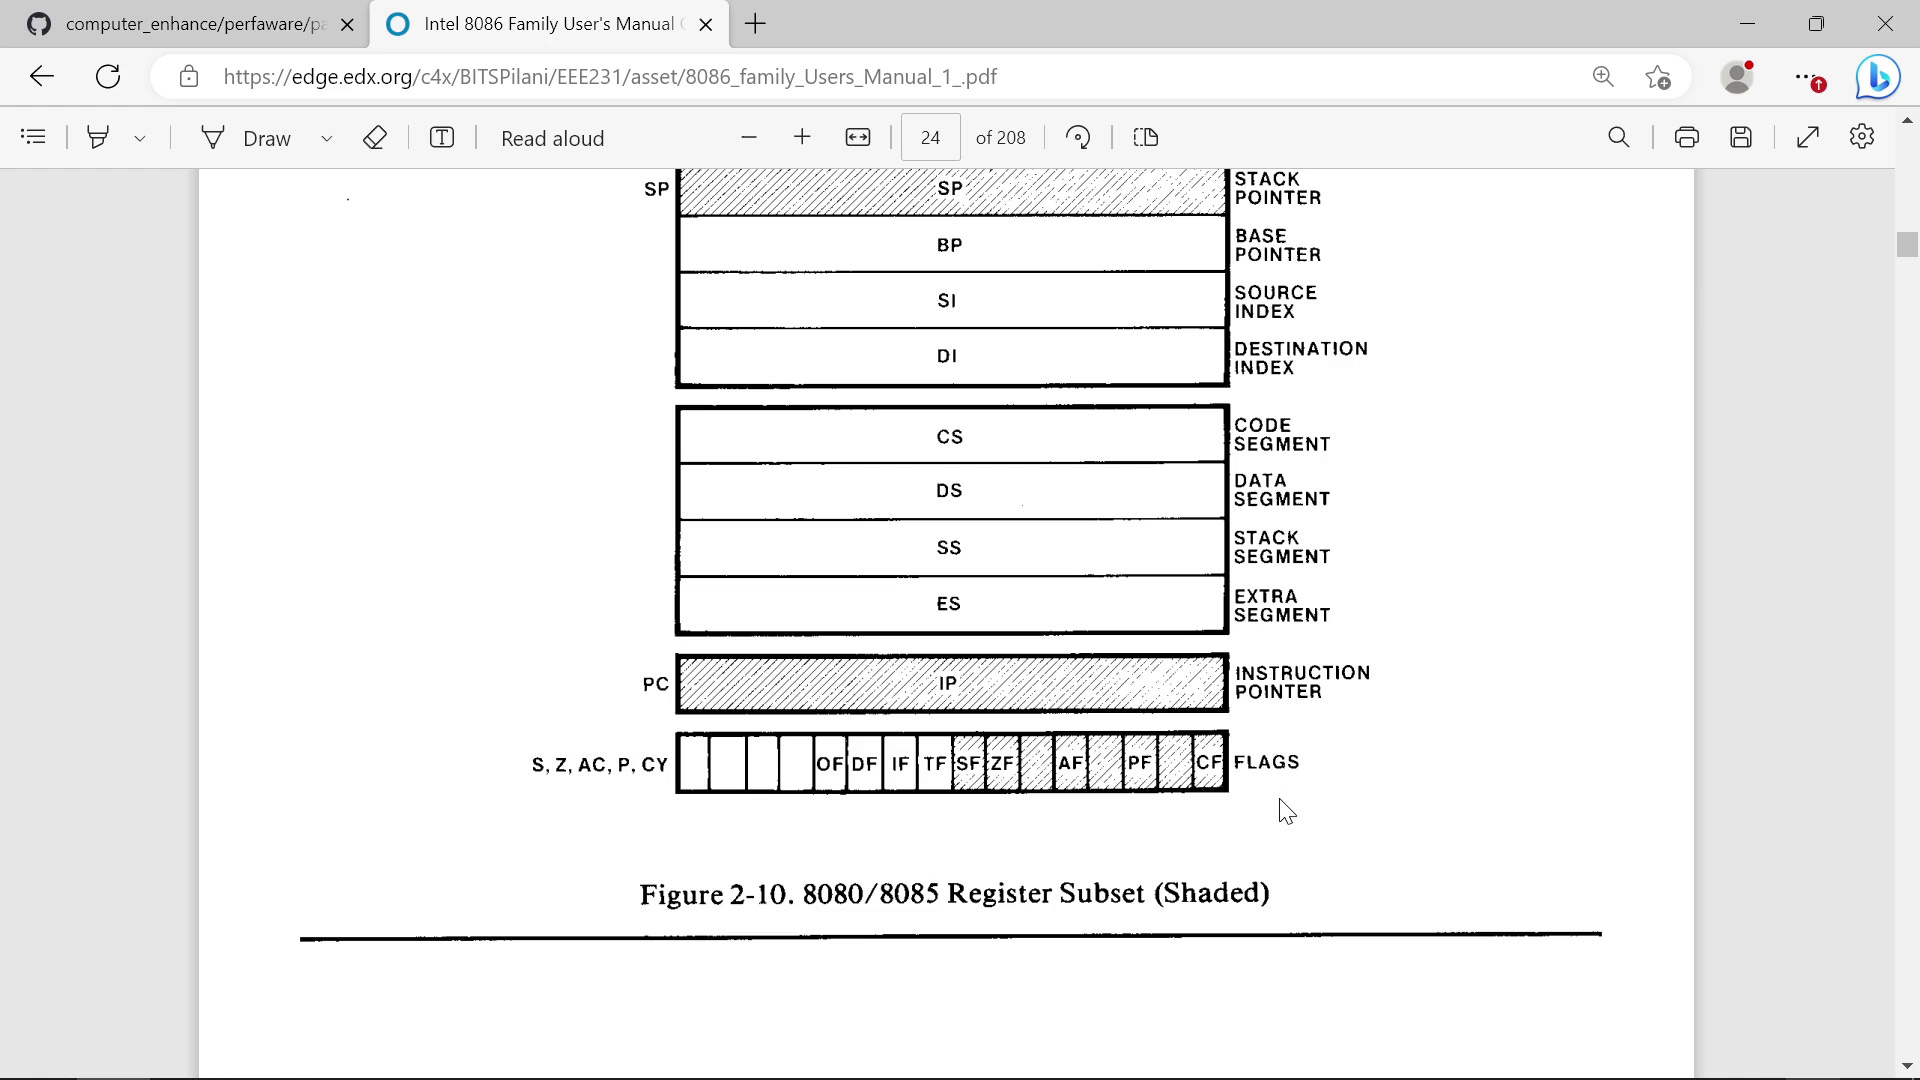 computer_enhance/perfaware/pa
Intel 8086 Family User's Manual
https://edge.edx.org/c4x/BITSPilani/EEE231/asset/8086_family_Users_Manual_1_.pdf
Draw
Read aloud
24
of 208
SP
SP
STACK
POINTER
BP
BASE
POINTER
SI
SOURCE
INDEX
DI
DESTINATION
INDEX
CS
CODE
SEGMENT
DS
DATA
SEGMENT
SS
STACK
SEGMENT
ES
EXTRA
SEGMENT
PC
IP
INSTRUCTION
POINTER
S, Z, AC, P, CY
OF DF IF TF SF ZF AF PF CF
FLAGS
Figure 2-10. 8080/8085 Register Subset (Shaded)